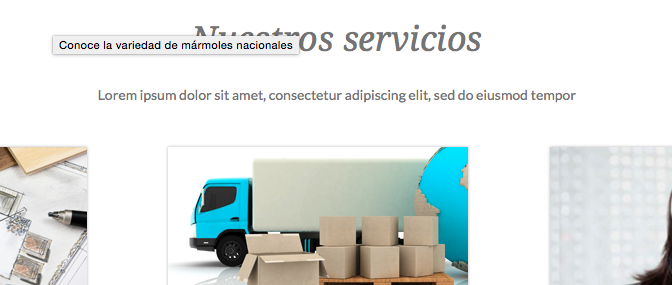 Nuestros servicios
Conoce la variedad de mármoles nacionales
Lorem ipsum dolor sit amet, consectetur adipiscing elit, sed do eiusmod tempor